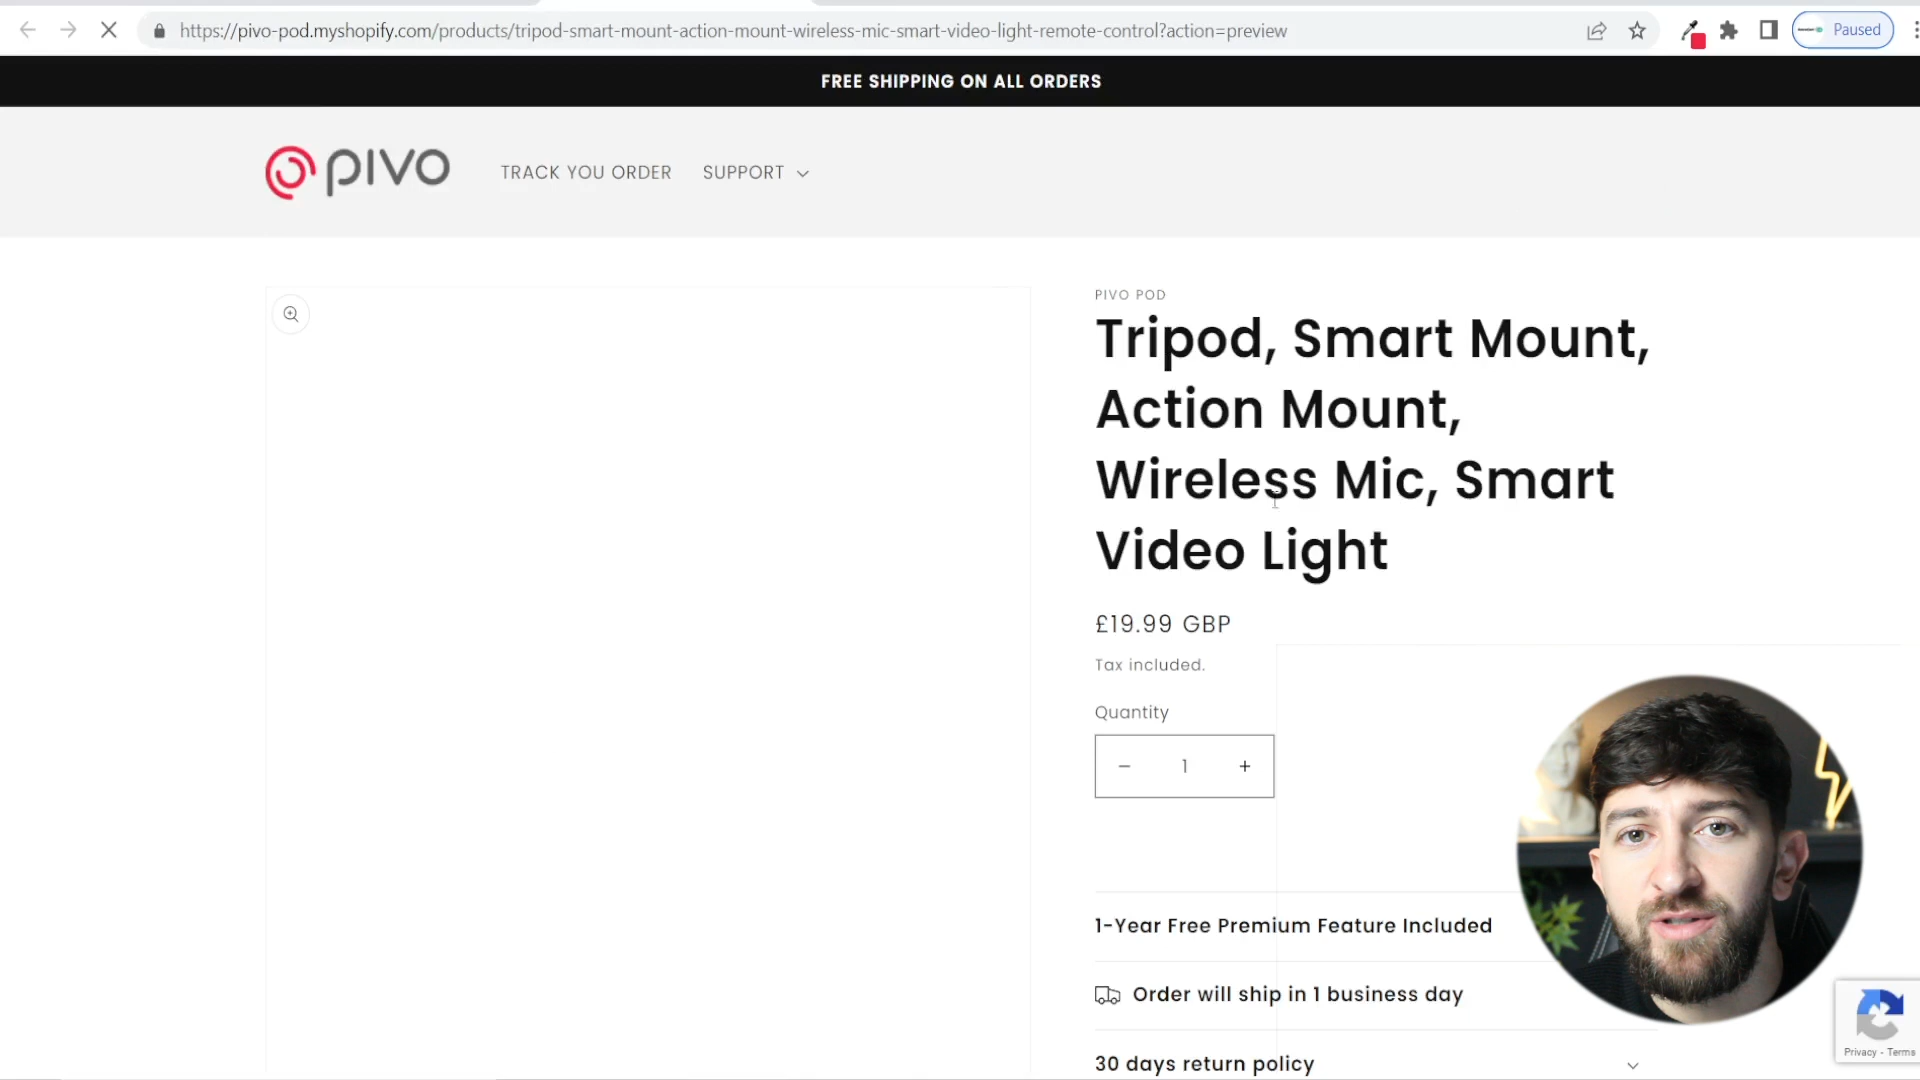 https://pivo-pod.myshopify.com/products/tripod-smart-mount-action-mount-wireless-mic-smart-video-light-remote-control?action=preview
Paused
FREE SHIPPING ON ALL ORDERS
pivo
TRACK YOU ORDER
SUPPORT
PIVO POD
Tripod, Smart Mount,
Action Mount,
Wireless Mic, Smart
Video Light
£19.99 GBP
Tax included.
Quantity
− 1 +
1-Year Free Premium Feature Included
Order will ship in 1 business day
30 days return policy
Privacy - Terms